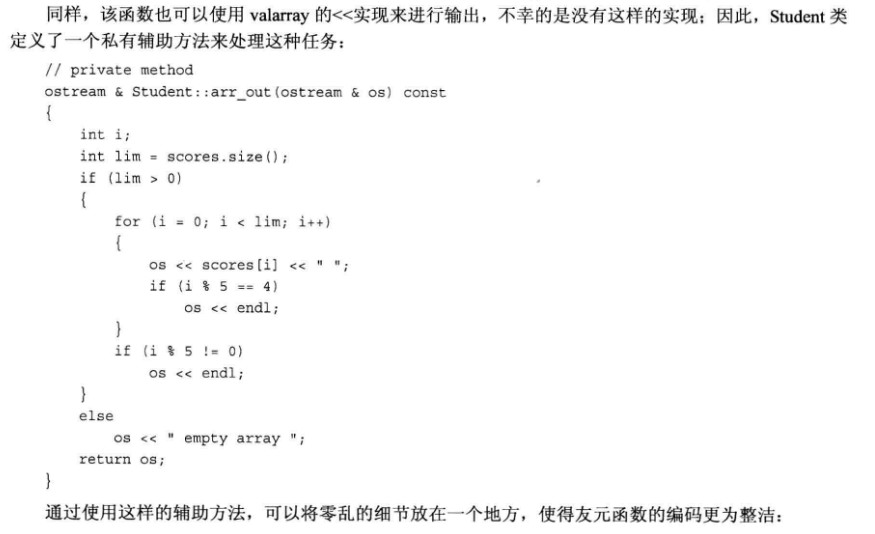 同样，该函数也可以使用 valarray 的<<实现来进行输出，不幸的是没有这样的实现；因此，Student 类
定义了一个私有辅助方法来处理这种任务：
// private method
ostream & Student::arr_out(ostream & os) const
{
    int i;
    int lim = scores.size();
    if (lim > 0)
    {
        for (i = 0; i < lim; i++)
        {
            os << scores[i] << " ";
            if (i % 5 == 4)
                os << endl;
        }
        if (i % 5 != 0)
            os << endl;
    }
    else
        os << " empty array ";
    return os;
}
通过使用这样的辅助方法，可以将零乱的细节放在一个地方，使得友元函数的编码更为整洁：